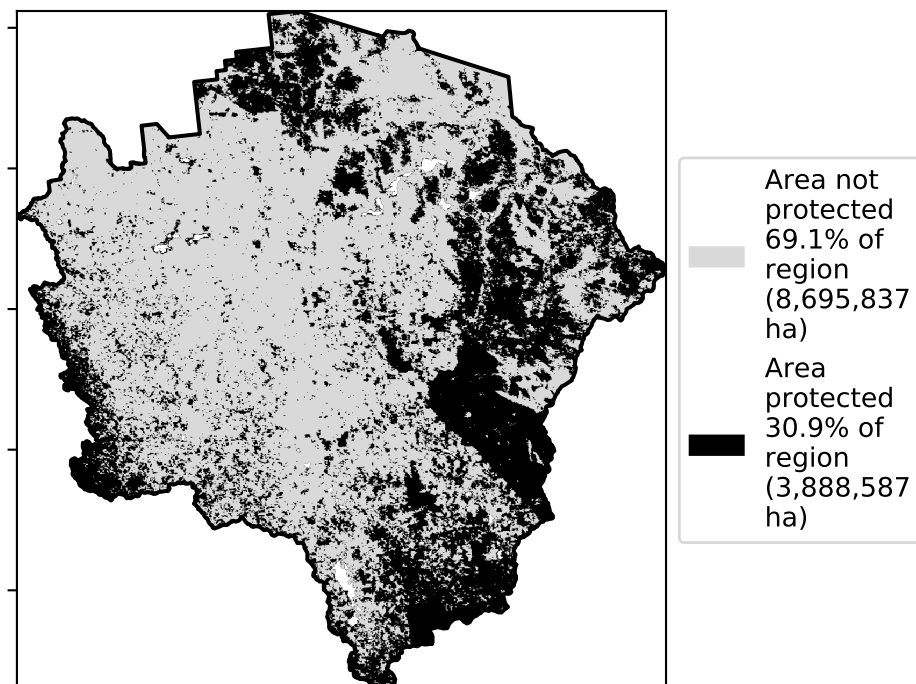 Area not
protected
69.1% of
region
(8,695,837
ha)
Area
protected
30.9% of
region
(3,888,587
ha)